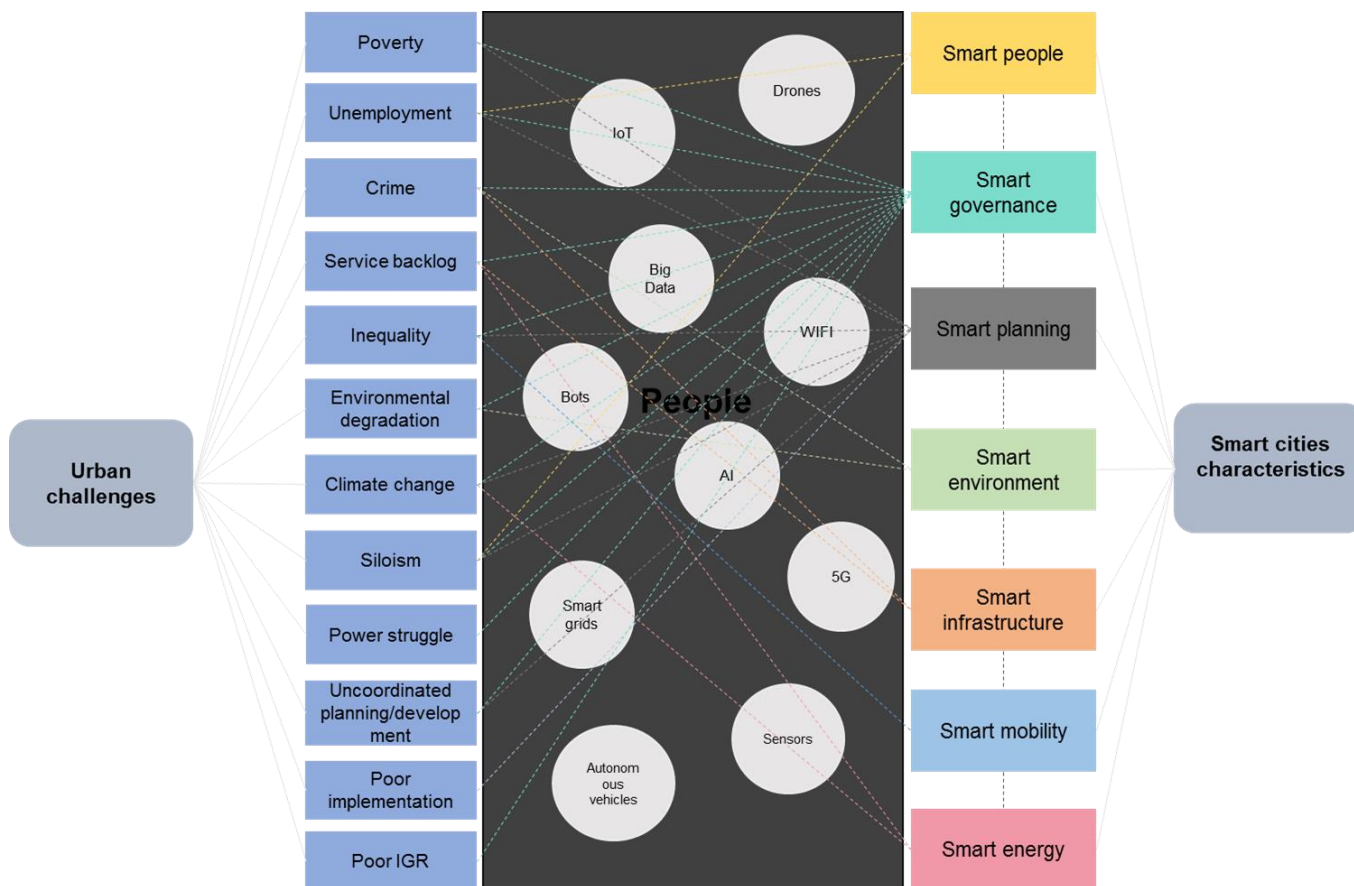 Urban
challenges
Poverty
Unemployment
Crime
Service backlog
Inequality
Environmental
degradation
Climate change
Siloism
Power struggle
Uncoordinated
planning/develop
ment
Poor
implementation
Poor IGR
Drones
IoT
Big
Data
WIFI
Bots
People
AI
5G
Smart
grids
Sensors
Autonom
ous
vehicles
Smart people
Smart
governance
Smart planning
Smart
environment
Smart
infrastructure
Smart mobility
Smart energy
Smart cities
characteristics